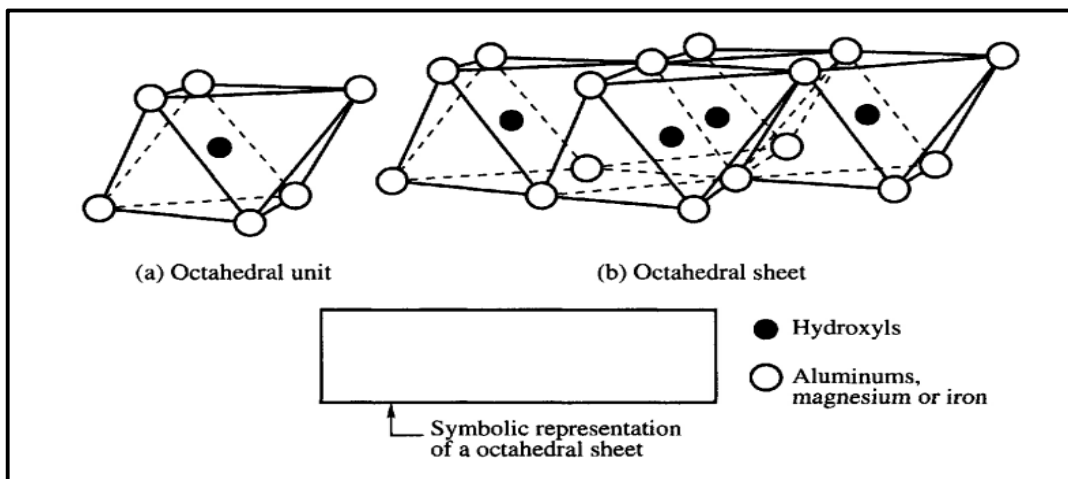 (a) Octahedral unit
(b) Octahedral sheet
Hydroxyls
Aluminums,
magnesium or iron
Symbolic representation
of a octahedral sheet